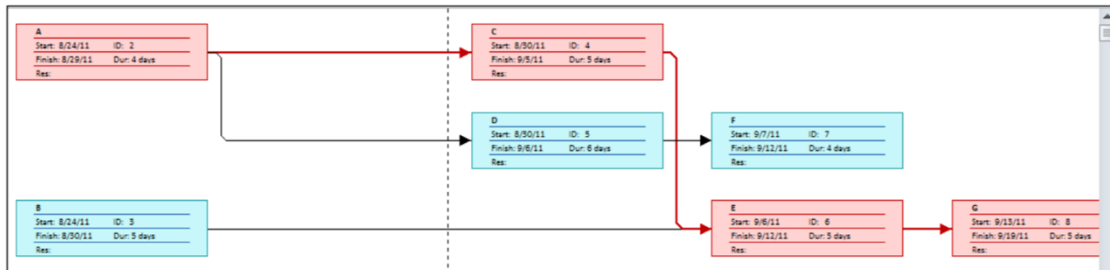 A
Start: 8/24/11 ID: 2
Finish: 8/29/11 Dur: 4 days
Res:
C
Start: 8/30/11 ID: 4
Finish: 9/5/11 Dur: 5 days
Res:
D
Start: 8/30/11 ID: 5
Finish: 9/6/11 Dur: 6 days
Res:
F
Start: 9/7/11 ID: 7
Finish: 9/12/11 Dur: 4 days
Res:
B
Start: 8/24/11 ID: 3
Finish: 8/30/11 Dur: 5 days
Res:
E
Start: 9/6/11 ID: 6
Finish: 9/12/11 Dur: 5 days
Res:
G
Start: 9/13/11 ID: 8
Finish: 9/19/11 Dur: 5 days
Res: